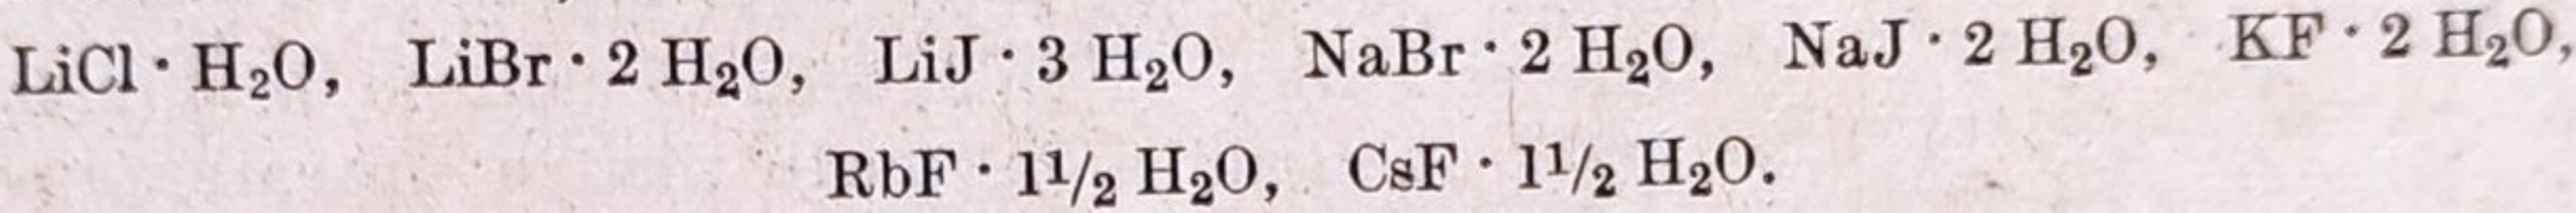 LiCl · H₂O, LiBr · 2 H₂O, LiJ · 3 H₂O, NaBr · 2 H₂O, NaJ · 2 H₂O, KF · 2 H₂O,
RbF · 1¹/₂ H₂O, CsF · 1¹/₂ H₂O.